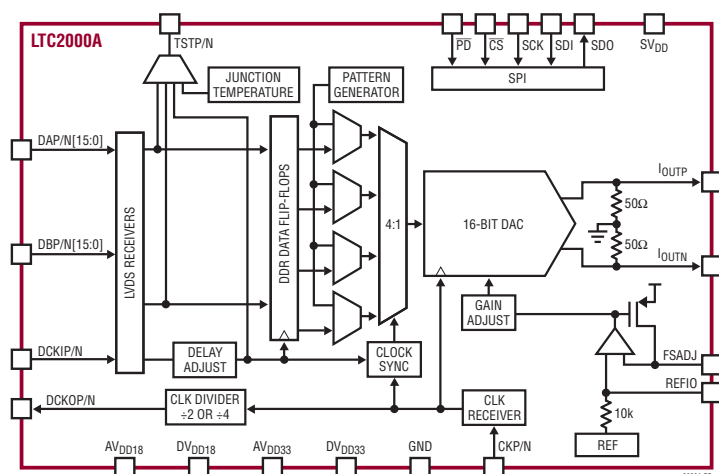 LTC2000A
TSTP/N
PD
CS
SCK
SDI
SDO
SVDD
JUNCTION
TEMPERATURE
PATTERN
GENERATOR
SPI
DAP/N[15:0]
DBP/N[15:0]
DCKIP/N
DCKOP/N
LVDS RECEIVERS
DDR DATA FLIP-FLOPS
4:1
16-BIT DAC
IOUTP
50Ω
50Ω
IOUTN
GAIN
ADJUST
FSADJ
REFIO
10k
REF
DELAY
ADJUST
CLOCK
SYNC
CLK DIVIDER
÷2 OR ÷4
CLK
RECEIVER
AVDD18
DVDD18
AVDD33
DVDD33
GND
CKP/N